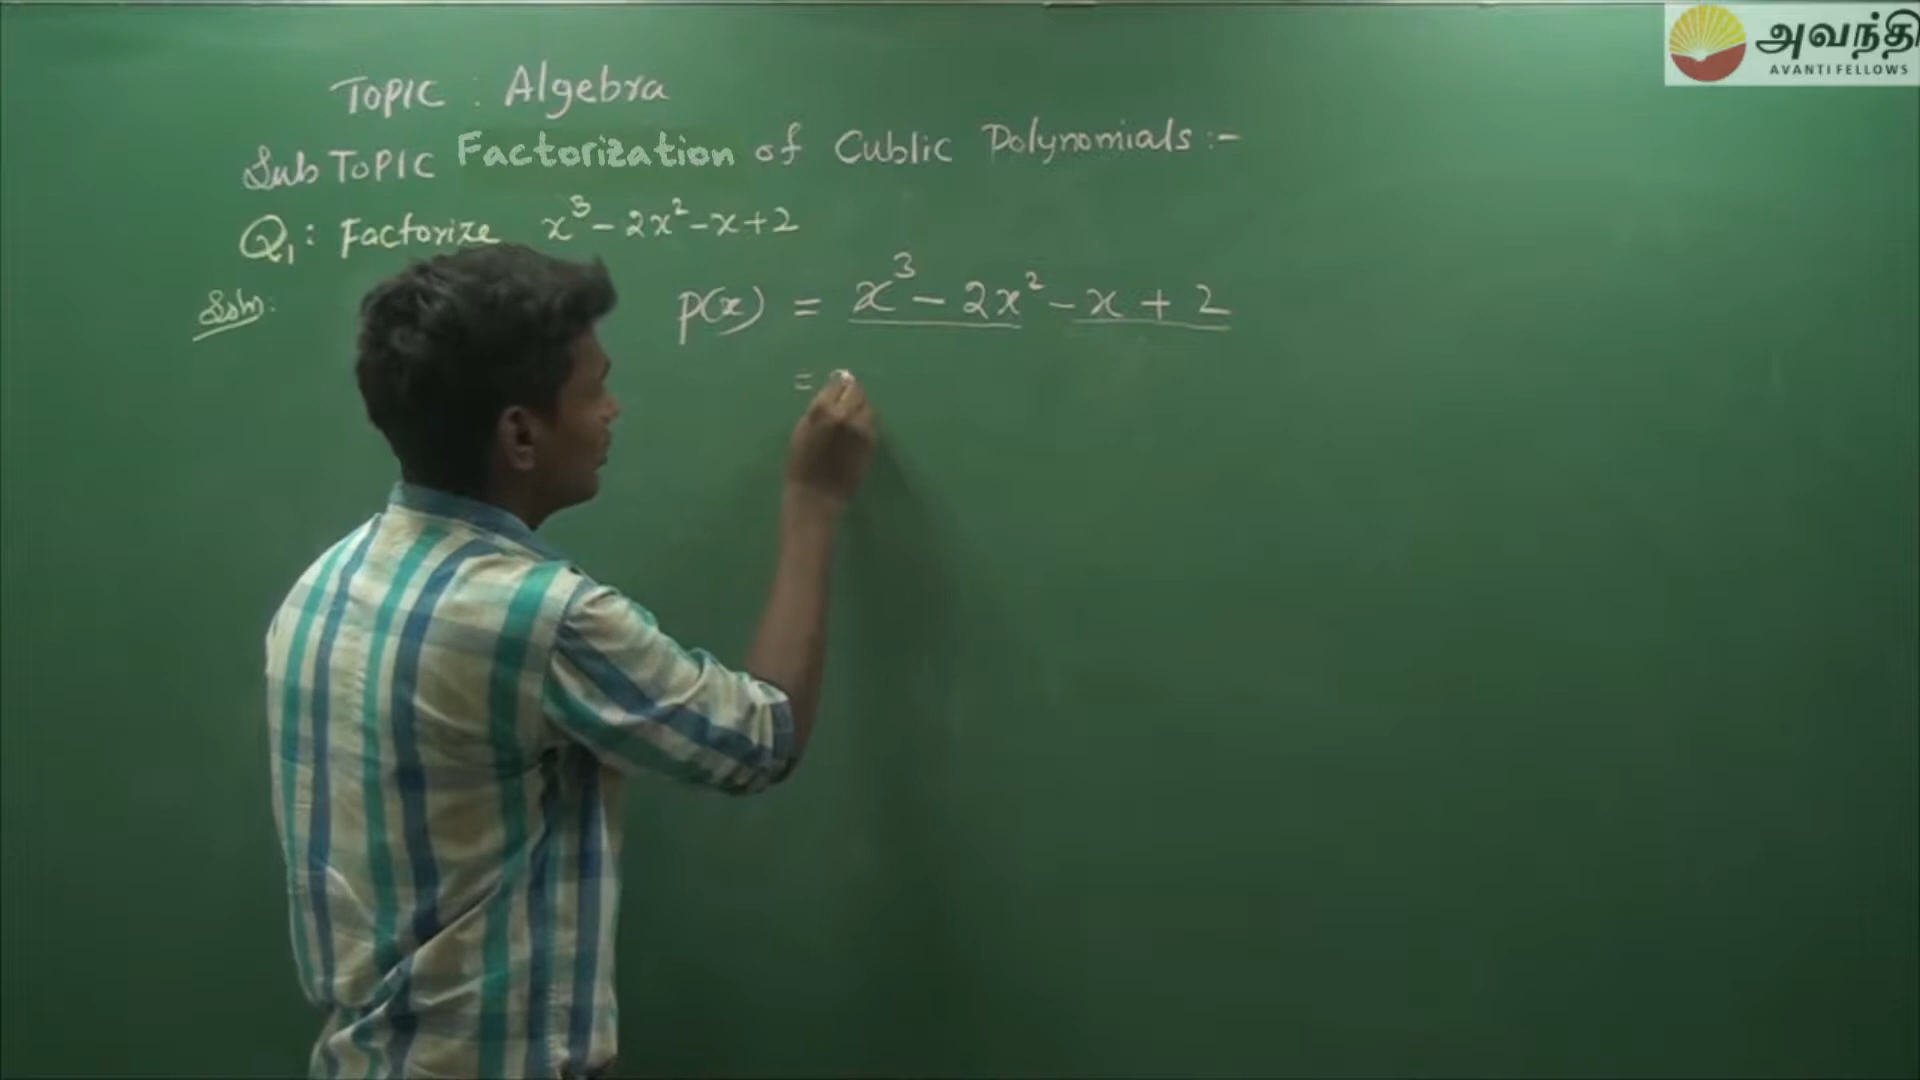 அவந்தி
AVANTI FELLOWS
TOPIC : Algebra
Sub TOPIC Factorization of Cublic Polynomials :-
Q1: Factorize x³ - 2x² - x + 2
Soln:
p(x) = x³ - 2x² - x + 2
=